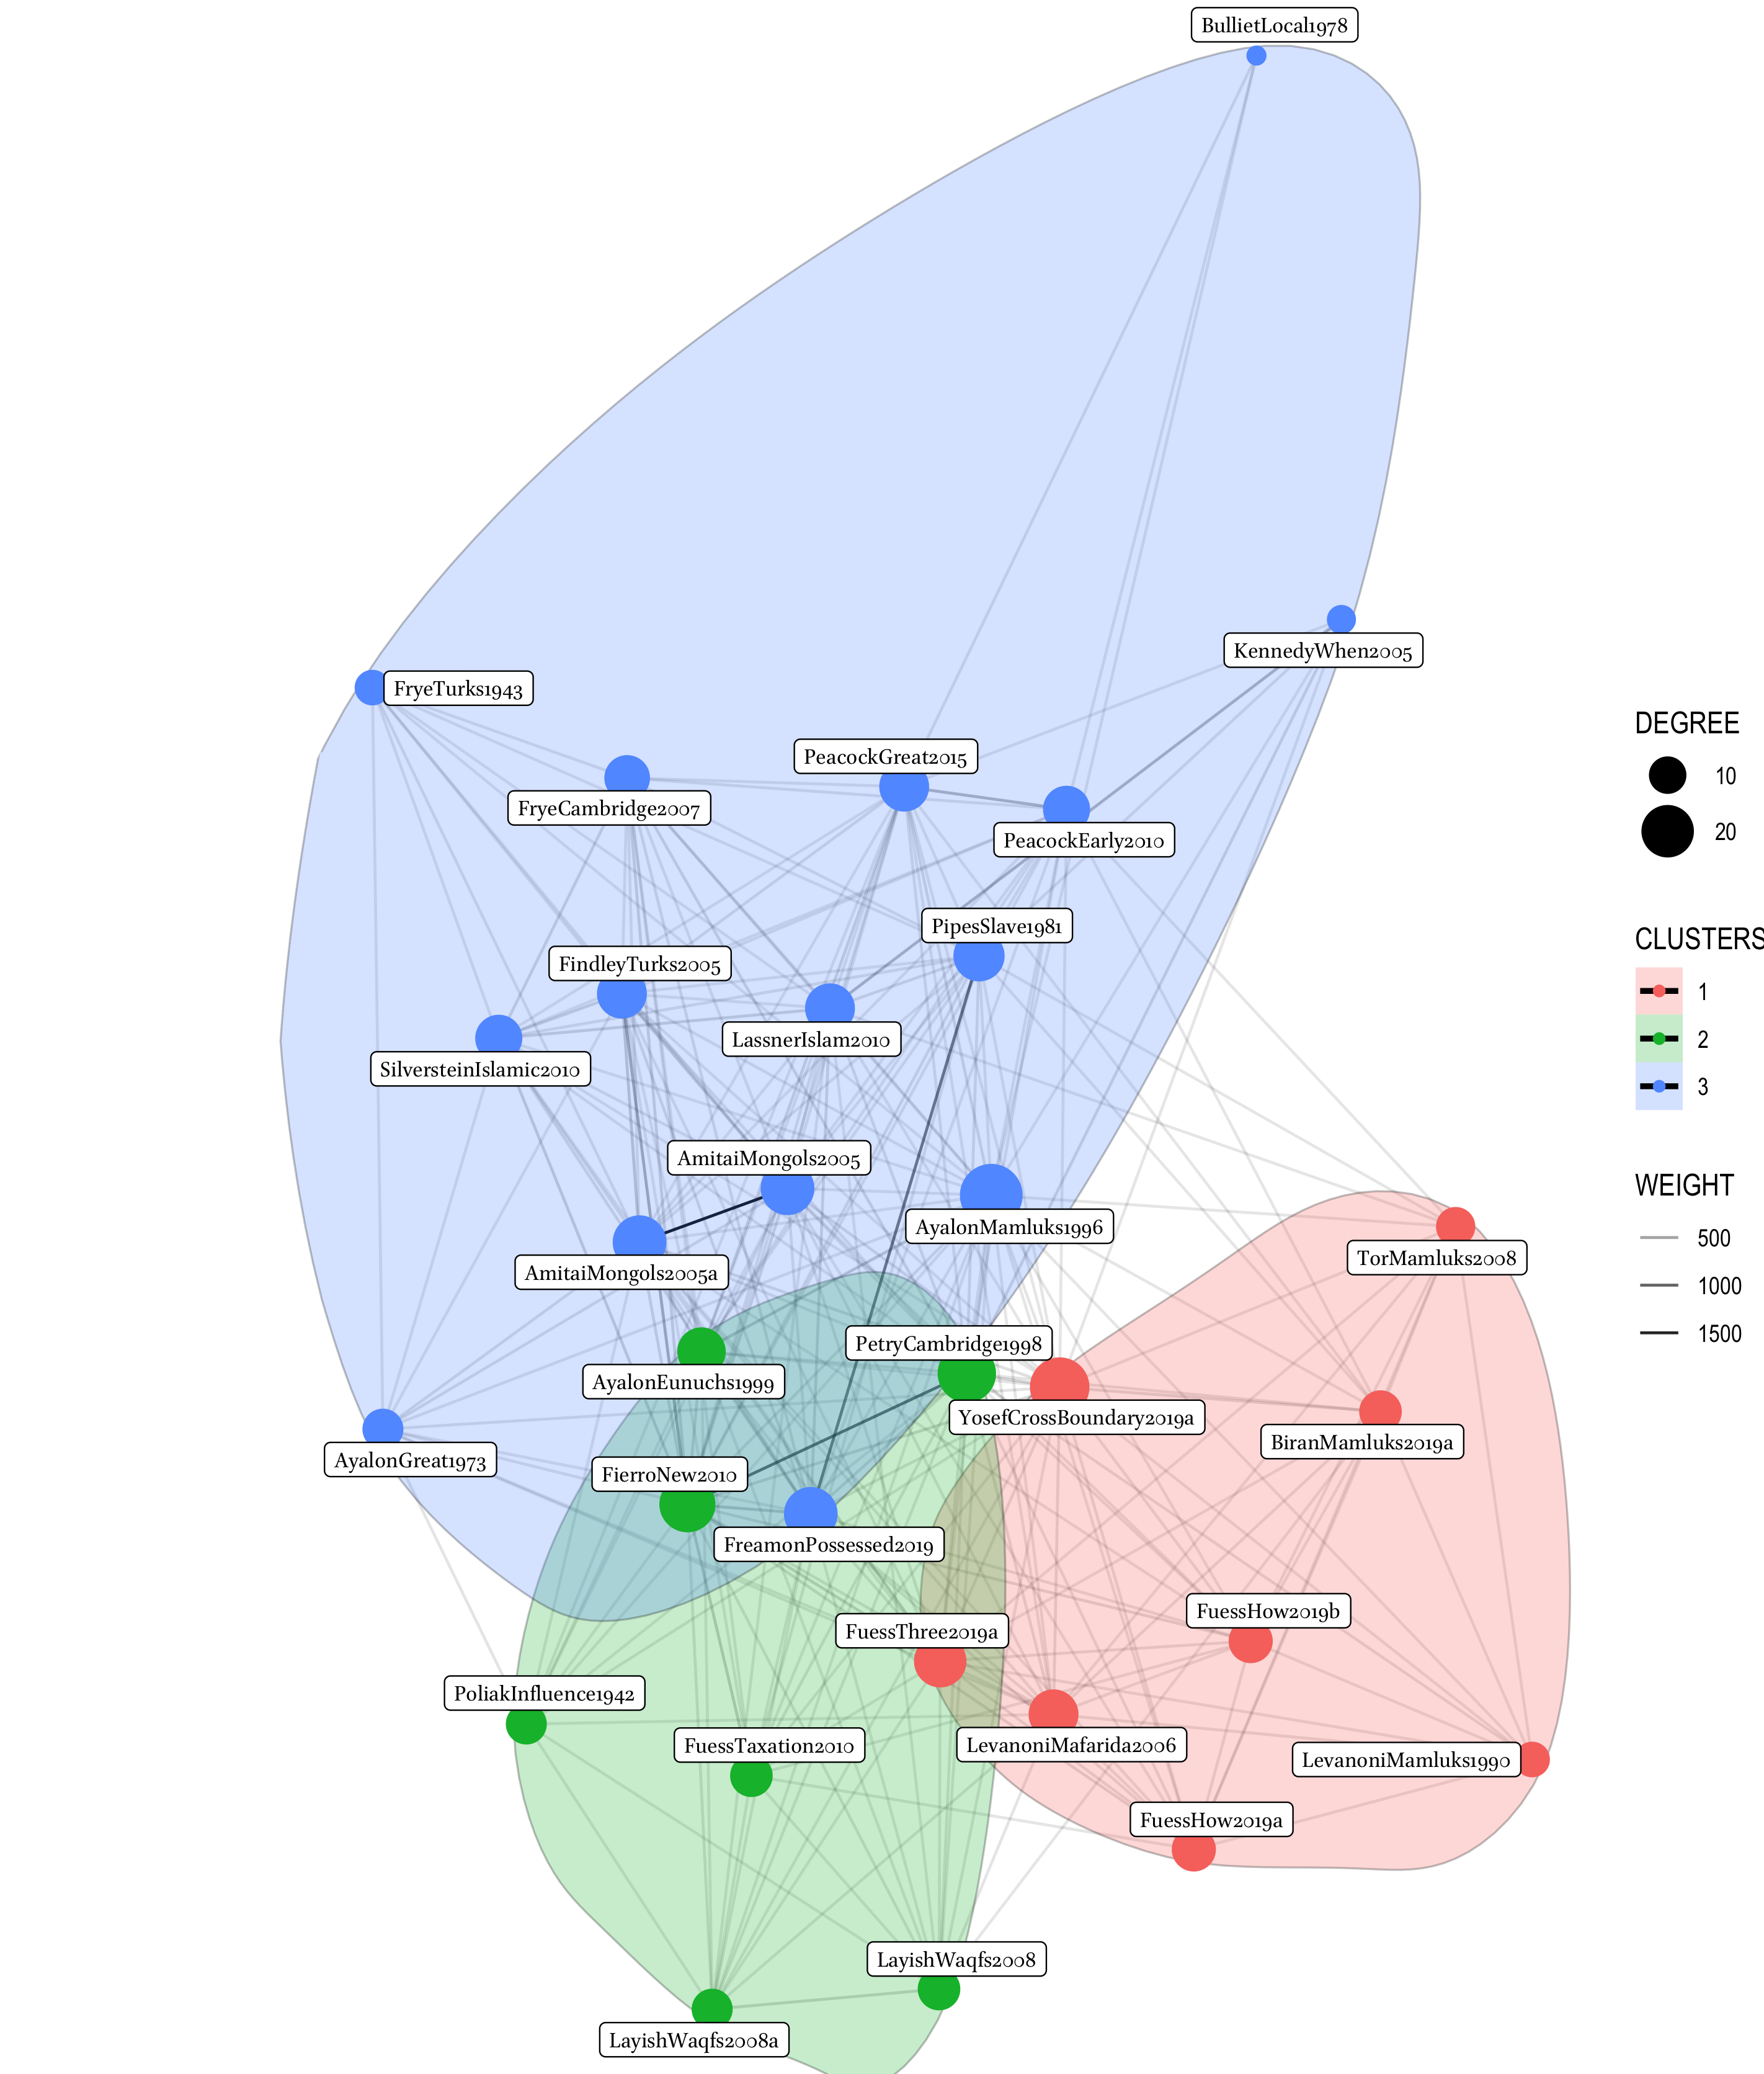 BullietLocal1978
KennedyWhen2005
FryeTurks1943
DEGREE
PeacockGreat2015
10
FryeCambridge2007
20
PeacockEarly2010
PipesSlave1981
CLUSTERS
FindleyTurks2005
1
LassnerIslam2010
2
SilversteinIslamic2010
3
AmitaiMongols2005
WEIGHT
AyalonMamluks1996
500
TorMamluks2008
AmitaiMongols2005a
1000
1500
PetryCambridge1998
AyalonEunuchs1999
YosefCrossBoundary2019a
BiranMamluks2019a
AyalonGreat1973
FierroNew2010
FreamonPossessed2019
FuessHow2019b
FuessThree2019a
PoliakInfluence1942
FuessTaxation2010
LevanoniMafarida2006
LevanoniMamluks1990
FuessHow2019a
LayishWaqfs2008
LayishWaqfs2008a